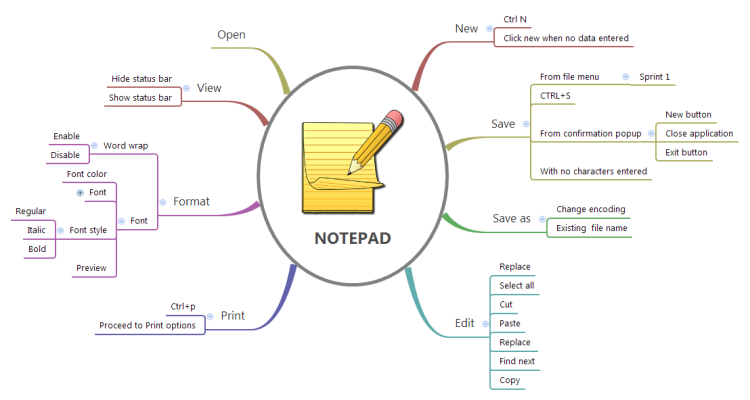 NOTEPAD
New
Ctrl N
Click new when no data entered
Save
From file menu
Sprint 1
CTRL+S
From confirmation popup
New button
Close application
Exit button
With no characters entered
Save as
Change encoding
Existing file name
Edit
Replace
Select all
Cut
Paste
Replace
Find next
Copy
Open
View
Hide status bar
Show status bar
Format
Word wrap
Enable
Disable
Font
Font color
Font
Font style
Regular
Italic
Bold
Preview
Print
Ctrl+p
Proceed to Print options